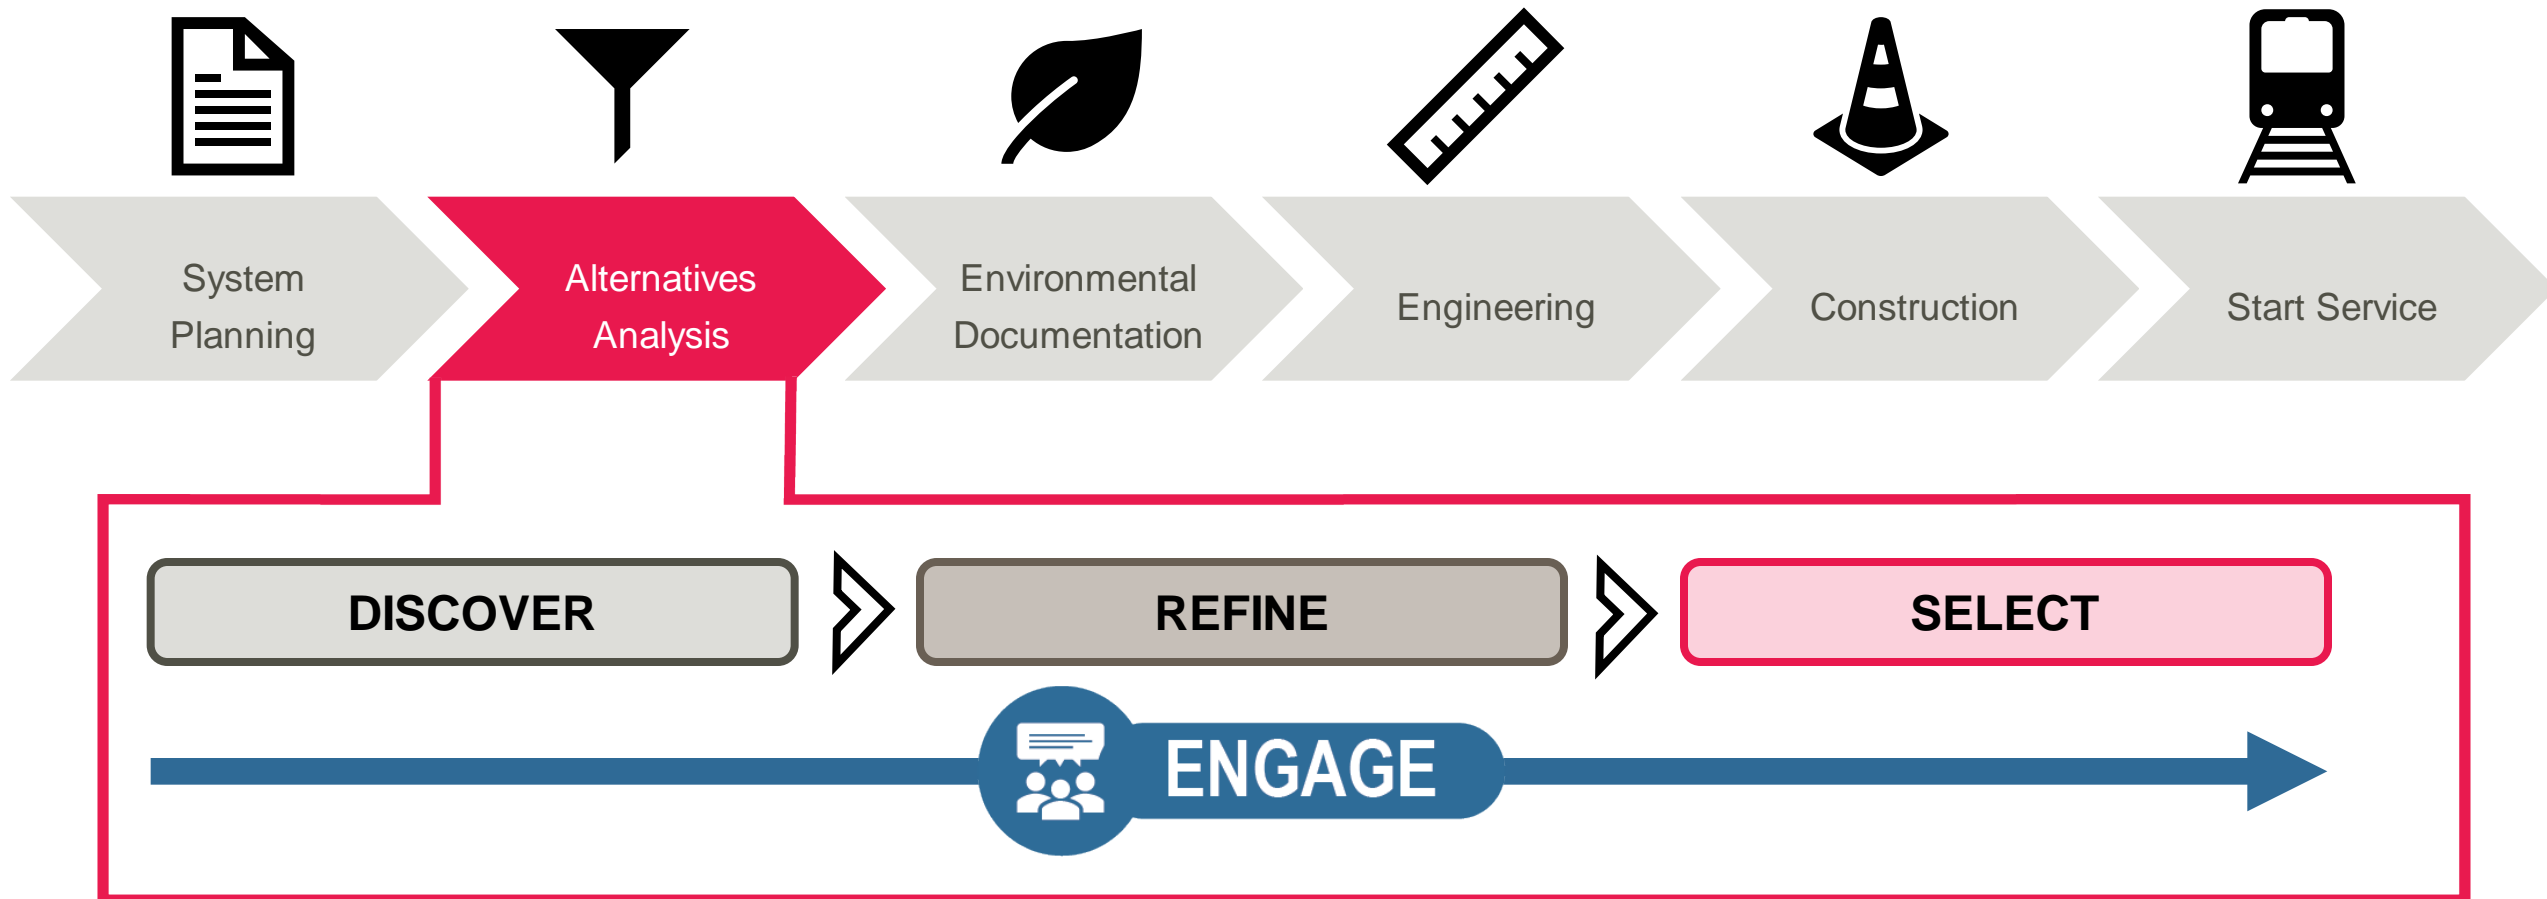 System
Planning
Alternatives
Analysis
Environmental
Documentation
Engineering
Construction
Start Service
DISCOVER
REFINE
SELECT
ENGAGE